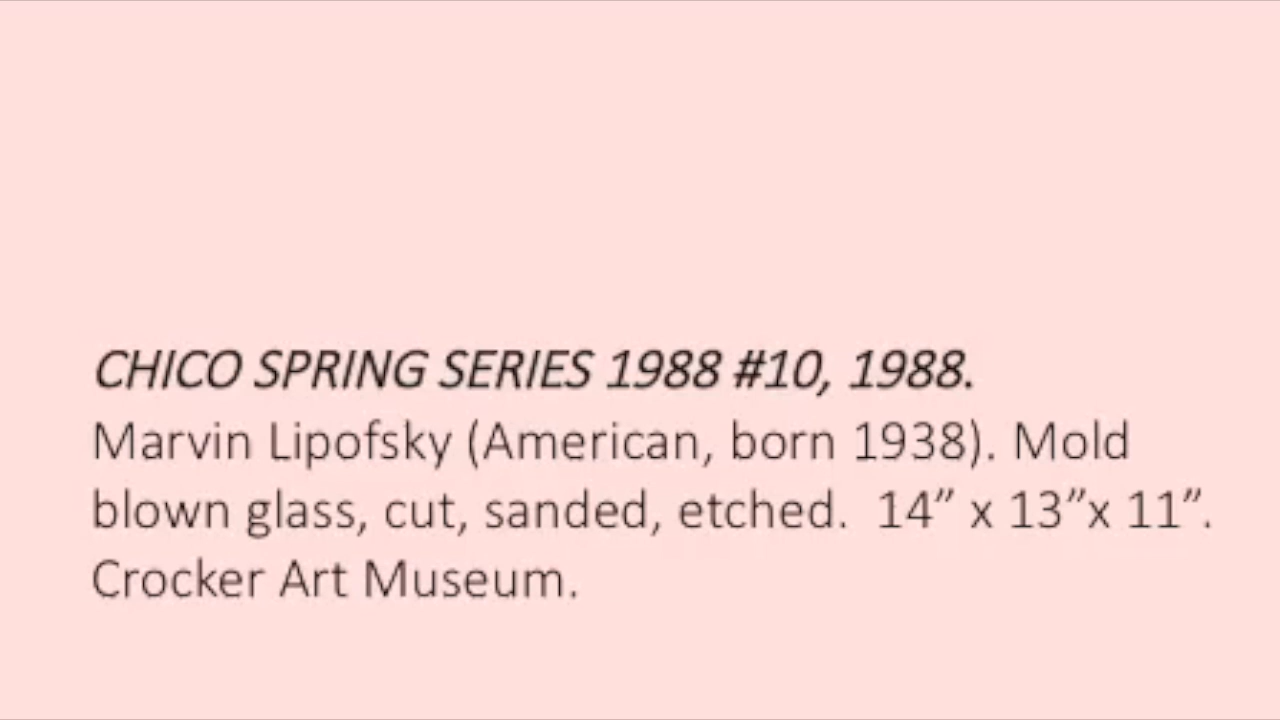 CHICO SPRING SERIES 1988 #10, 1988.
Marvin Lipofsky (American, born 1938). Mold
blown glass, cut, sanded, etched.  14” x 13”x 11”.
Crocker Art Museum.